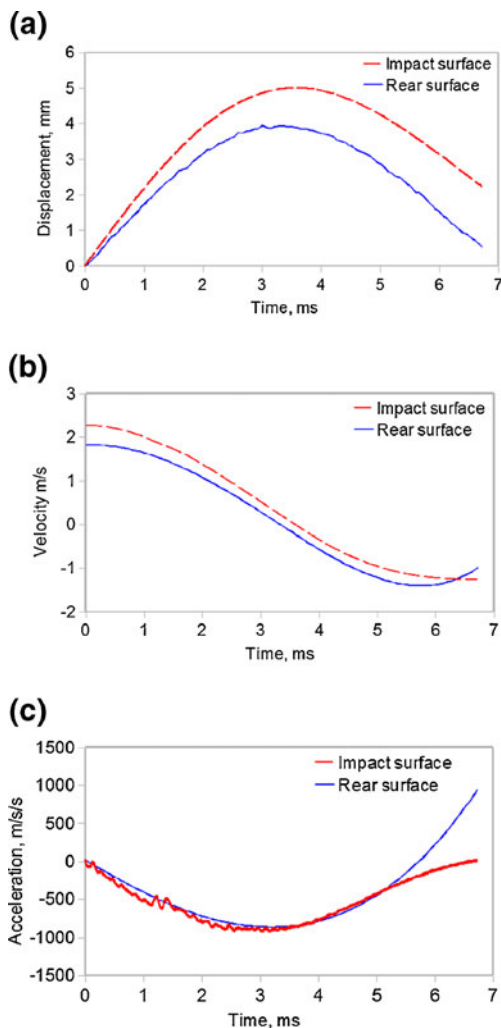 (a)
Displacement, mm
6
5
4
3
2
1
0
Impact surface
Rear surface
0 1 2 3 4 5 6 7
Time, ms
(b)
Velocity m/s
3
2
1
0
-1
-2
Impact surface
Rear surface
0 1 2 3 4 5 6 7
Time, ms
(c)
Acceleration, m/s/s
1500
1000
500
0
-500
-1000
-1500
Impact surface
Rear surface
0 1 2 3 4 5 6 7
Time, ms